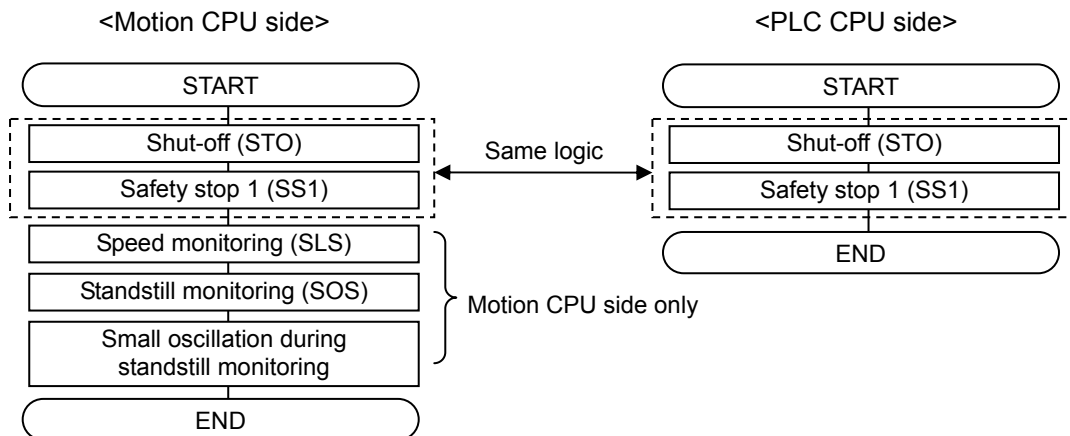 <Motion CPU side>
START
Shut-off (STO)
Safety stop 1 (SS1)
Speed monitoring (SLS)
Standstill monitoring (SOS)
Small oscillation during
standstill monitoring
END
Same logic
Motion CPU side only
<PLC CPU side>
START
Shut-off (STO)
Safety stop 1 (SS1)
END